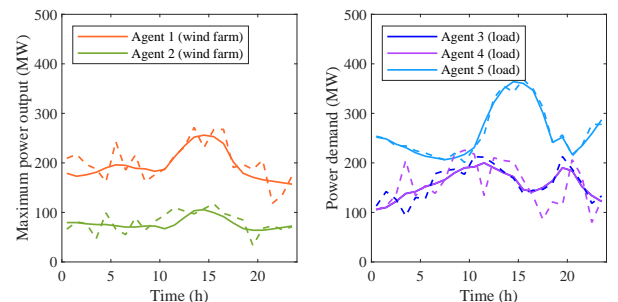 Maximum power output (MW)
500
400
300
200
100
0
Agent 1 (wind farm)
Agent 2 (wind farm)
0 5 10 15 20
Time (h)
Power demand (MW)
500
400
300
200
100
0
Agent 3 (load)
Agent 4 (load)
Agent 5 (load)
0 5 10 15 20
Time (h)